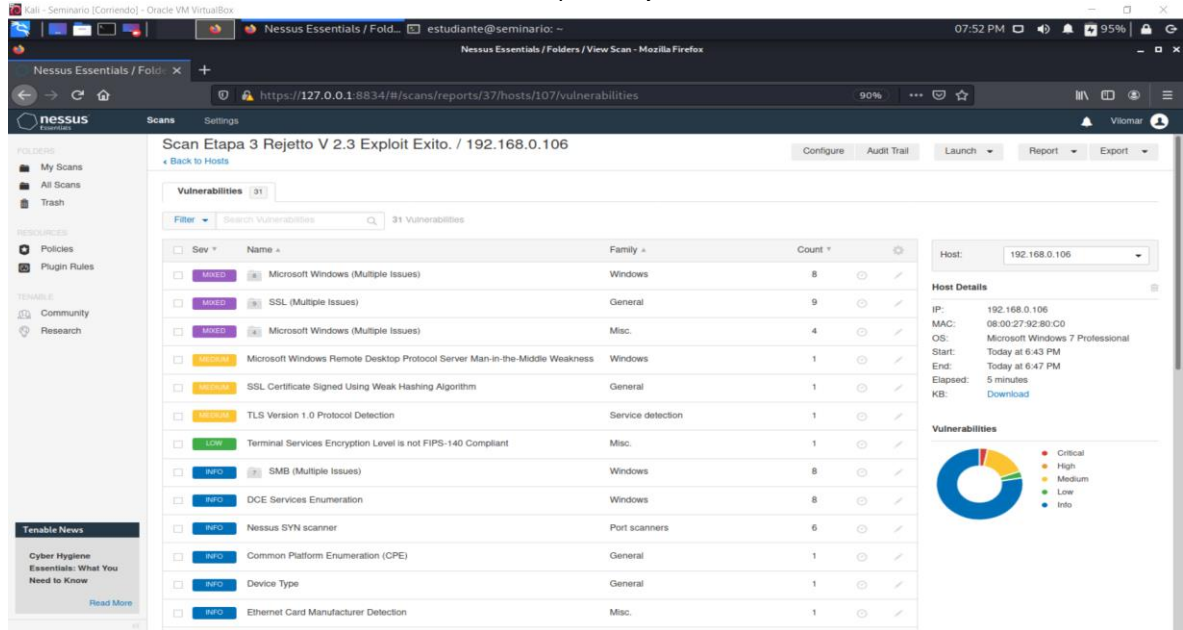 Kali - Seminario [Corriendo] - Oracle VM VirtualBox
Nessus Essentials / Fold... estudiante@seminario: ~ 07:52 PM 95%
Nessus Essentials / Folders / View Scan - Mozilla Firefox
Nessus Essentials / Folde
https://127.0.0.1:8834/#/scans/reports/37/hosts/107/vulnerabilities 90%
nessus Essentials Scans Settings Vilomar
FOLDERS
My Scans
All Scans
Trash
RESOURCES
Policies
Plugin Rules
TENABLE
Community
Research
Tenable News
Cyber Hygiene
Essentials: What You
Need to Know
Read More
Scan Etapa 3 Rejetto V 2.3 Exploit Exito. / 192.168.0.106
Back to Hosts
Configure Audit Trail Launch Report Export
Vulnerabilities 31
Filter Search Vulnerabilities 31 Vulnerabilities
Sev Name Family Count
MIXED 8 Microsoft Windows (Multiple Issues) Windows 8
MIXED 9 SSL (Multiple Issues) General 9
MIXED 4 Microsoft Windows (Multiple Issues) Misc. 4
MEDIUM Microsoft Windows Remote Desktop Protocol Server Man-in-the-Middle Weakness Windows 1
MEDIUM SSL Certificate Signed Using Weak Hashing Algorithm General 1
MEDIUM TLS Version 1.0 Protocol Detection Service detection 1
LOW Terminal Services Encryption Level is not FIPS-140 Compliant Misc. 1
INFO 7 SMB (Multiple Issues) Windows 8
INFO DCE Services Enumeration Windows 8
INFO Nessus SYN scanner Port scanners 6
INFO Common Platform Enumeration (CPE) General 1
INFO Device Type General 1
INFO Ethernet Card Manufacturer Detection Misc. 1
Host: 192.168.0.106
Host Details
IP: 192.168.0.106
MAC: 08:00:27:92:80:C0
OS: Microsoft Windows 7 Professional
Start: Today at 6:43 PM
End: Today at 6:47 PM
Elapsed: 5 minutes
KB: Download
Vulnerabilities
Critical
High
Medium
Low
Info